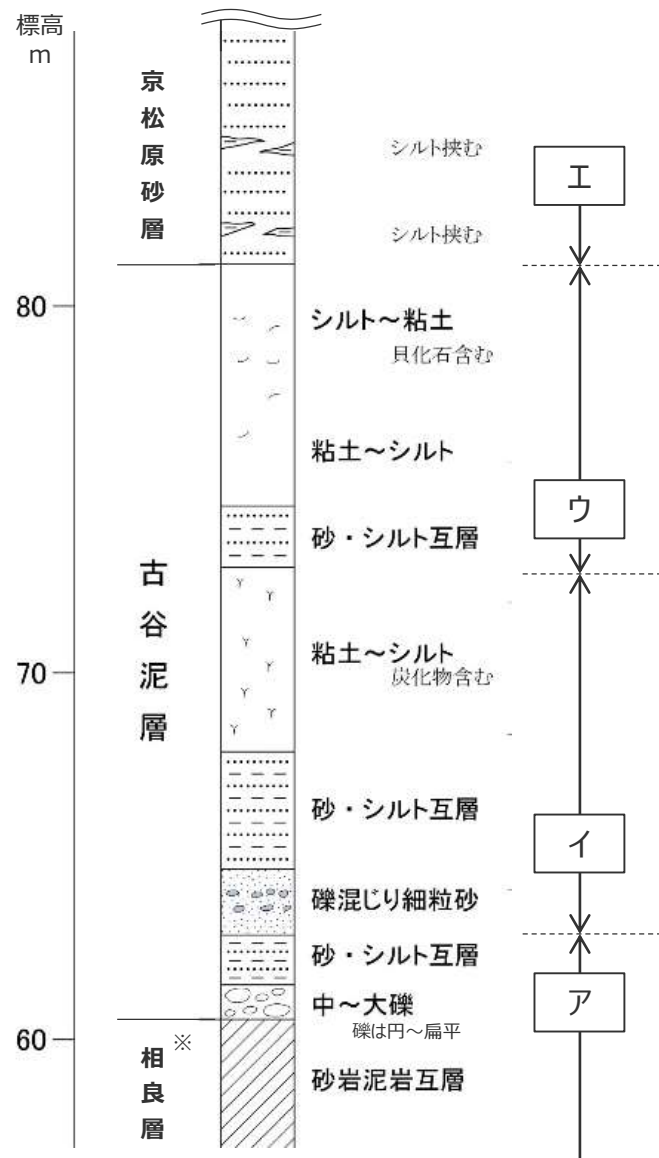 標高
m
京松原砂層
シルト挟む
エ
シルト挟む
80
シルト～粘土
貝化石含む
粘土～シルト
ウ
砂・シルト互層
古谷泥層
粘土～シルト
炭化物含む
70
砂・シルト互層
イ
礫混じり細粒砂
砂・シルト互層
ア
中～大礫
礫は円～扁平
60
相良層
※
砂岩泥岩互層